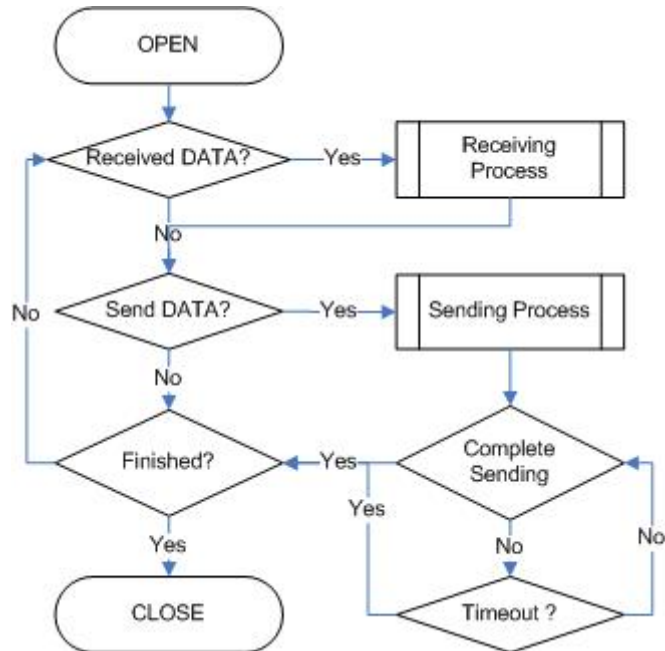 OPEN
Received DATA?
Yes
Receiving
Process
No
Send DATA?
Yes
Sending Process
No
No
Finished?
Yes
Complete
Sending
Yes
No
No
Yes
CLOSE
Timeout ?